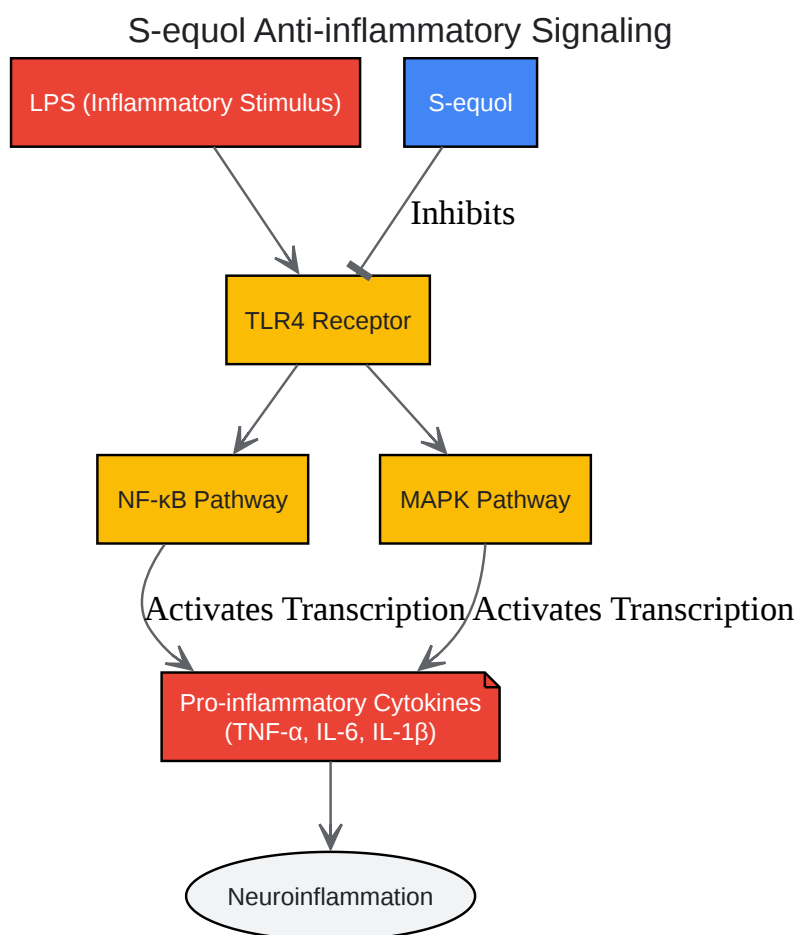 S-equol Anti-inflammatory Signaling
LPS (Inflammatory Stimulus)
S-equol
Inhibits
TLR4 Receptor
NF-κB Pathway
MAPK Pathway
Activates Transcription
Activates Transcription
Pro-inflammatory Cytokines
(TNF-α, IL-6, IL-1β)
Neuroinflammation